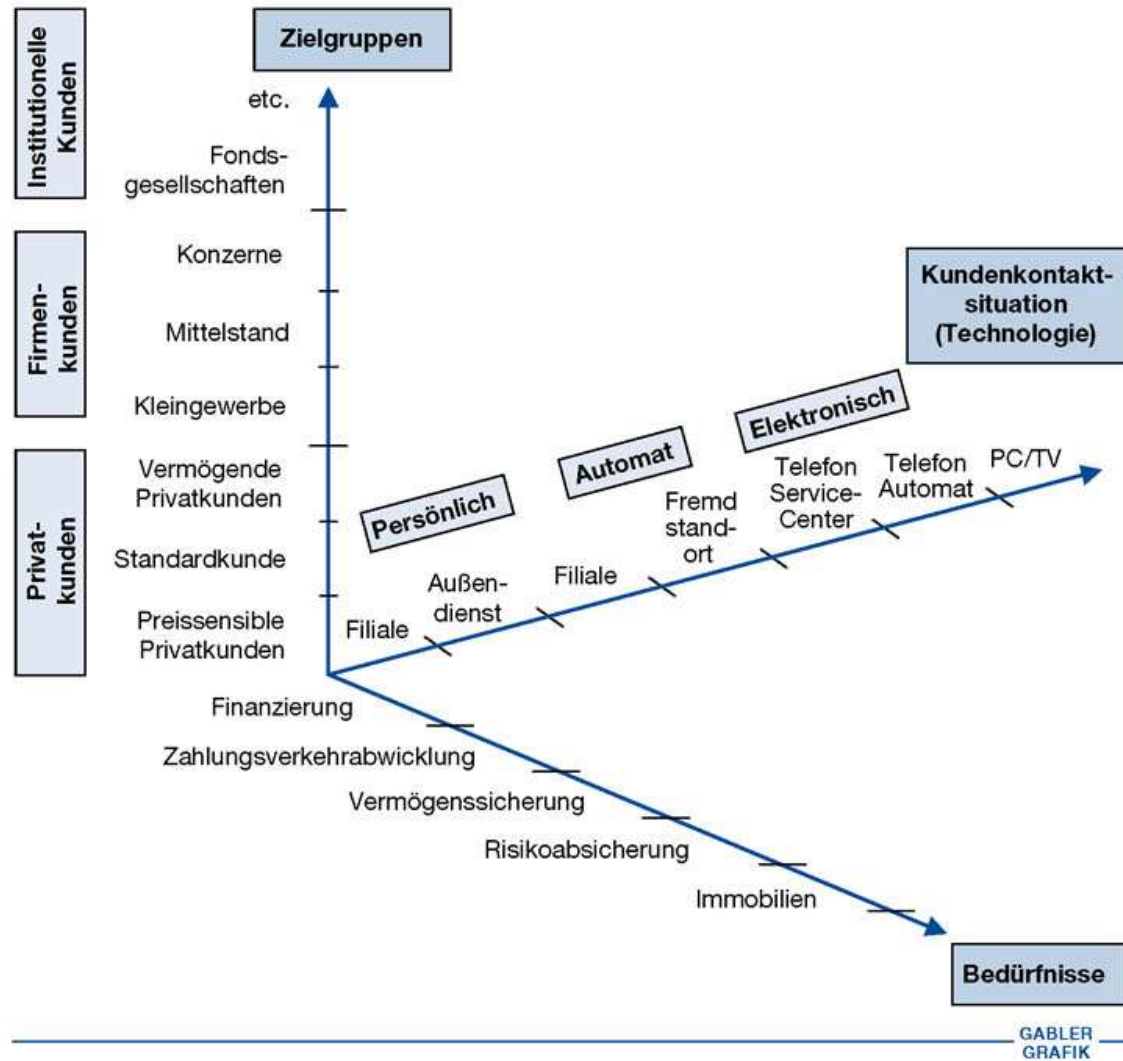 Institutionelle
Kunden
Zielgruppen
etc.
Fonds-
gesellschaften
Firmen-
kunden
Konzerne
Mittelstand
Kleingewerbe
Kundenkontakt-
situation
(Technologie)
Privat-
kunden
Vermögende
Privatkunden
Standardkunde
Preissensible
Privatkunden
Persönlich
Automat
Elektronisch
Filiale
Außen-
dienst
Filiale
Fremd
stand-
ort
Telefon
Service-
Center
Telefon
Automat
PC/TV
Finanzierung
Zahlungsverkehrabwicklung
Vermögenssicherung
Risikoabsicherung
Immobilien
Bedürfnisse
GABLER
GRAFIK